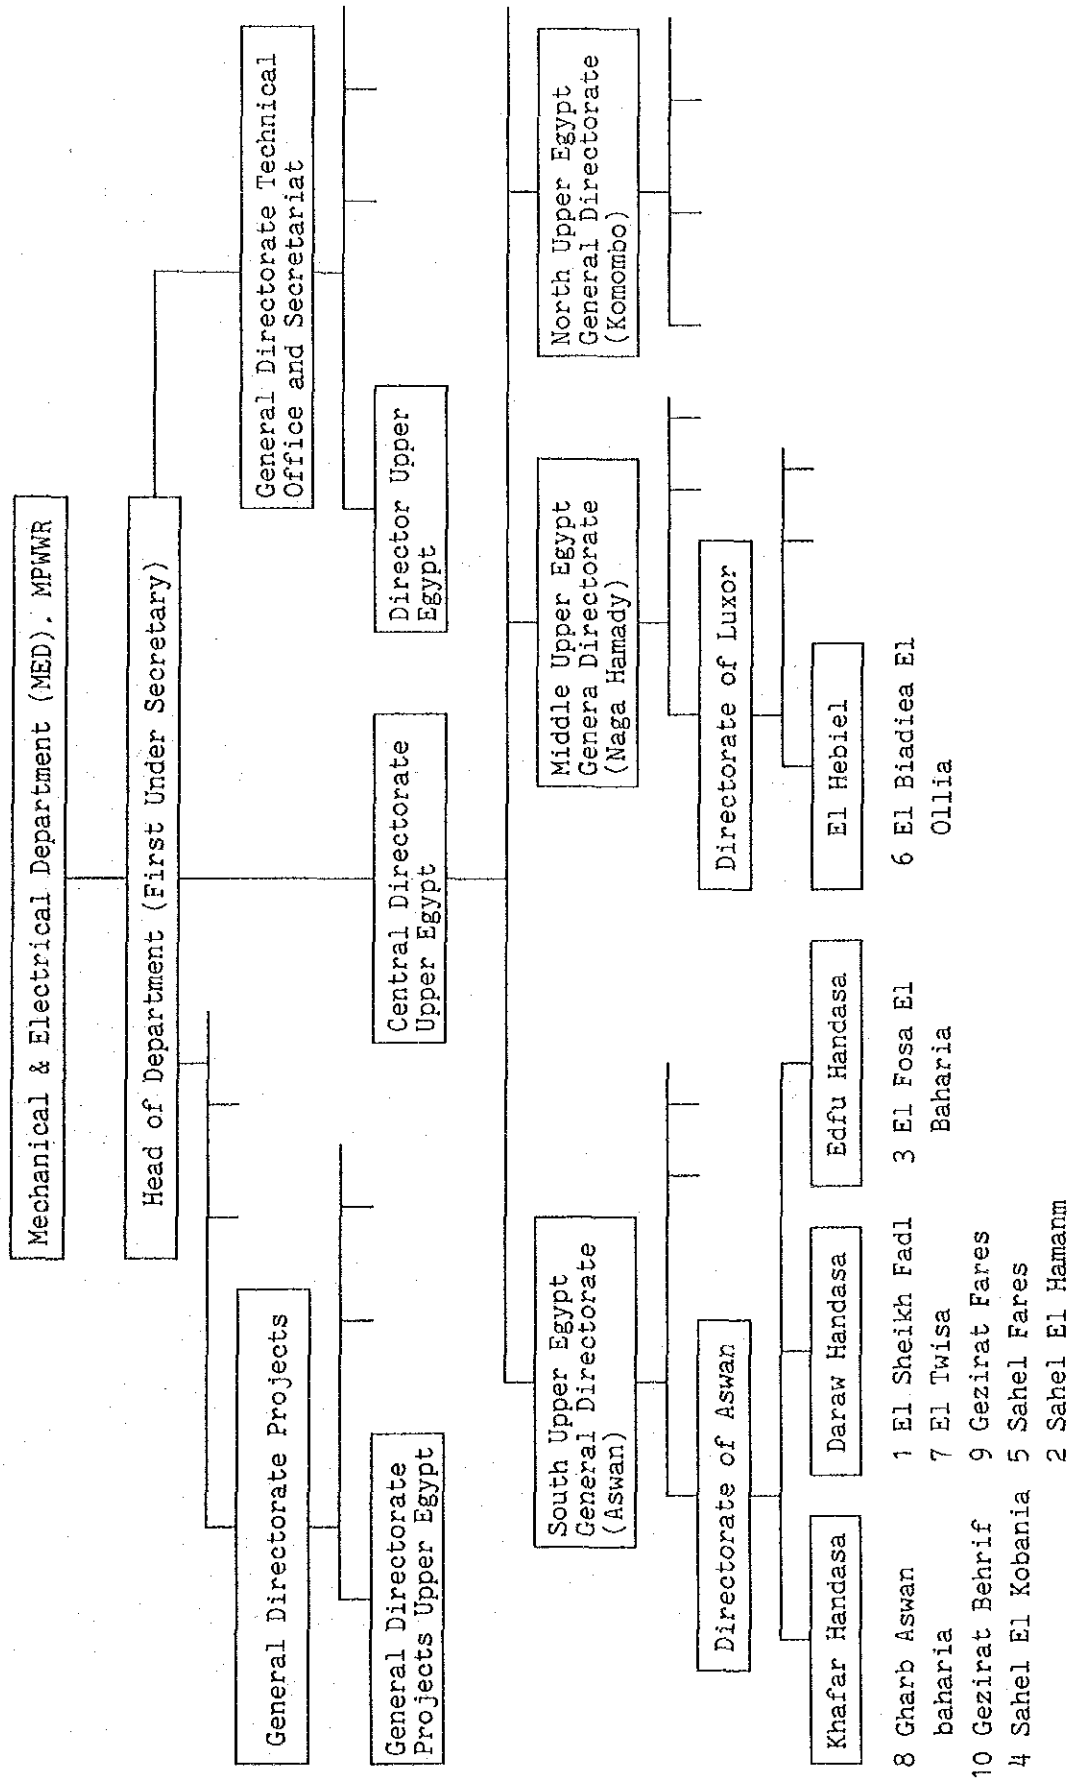 Mechanical & Electrical Department (MED). MPWWR
Head of Department (First Under Secretary)
General Directorate Projects
General Directorate Technical
Office and Secretariat
General Directorate
Projects Upper Egypt
Central Directorate
Upper Egypt
Director Upper
Egypt
South Upper Egypt
General Directorate
(Aswan)
Middle Upper Egypt
Genera Directorate
(Naga Hamady)
North Upper Egypt
General Directorate
(Komombo)
Directorate of Aswan
Directorate of Luxor
Khafar Handasa
Daraw Handasa
Edfu Handasa
El Hebiel
8 Gharb Aswan
baharia
10 Gezirat Behrif
4 Sahel El Kobania
1 El Sheikh Fadl
7 El Twisa
9 Gezirat Fares
5 Sahel Fares
2 Sahel El Hamanm
3 El Fosa El
Baharia
6 El Biadiea El
Ollia